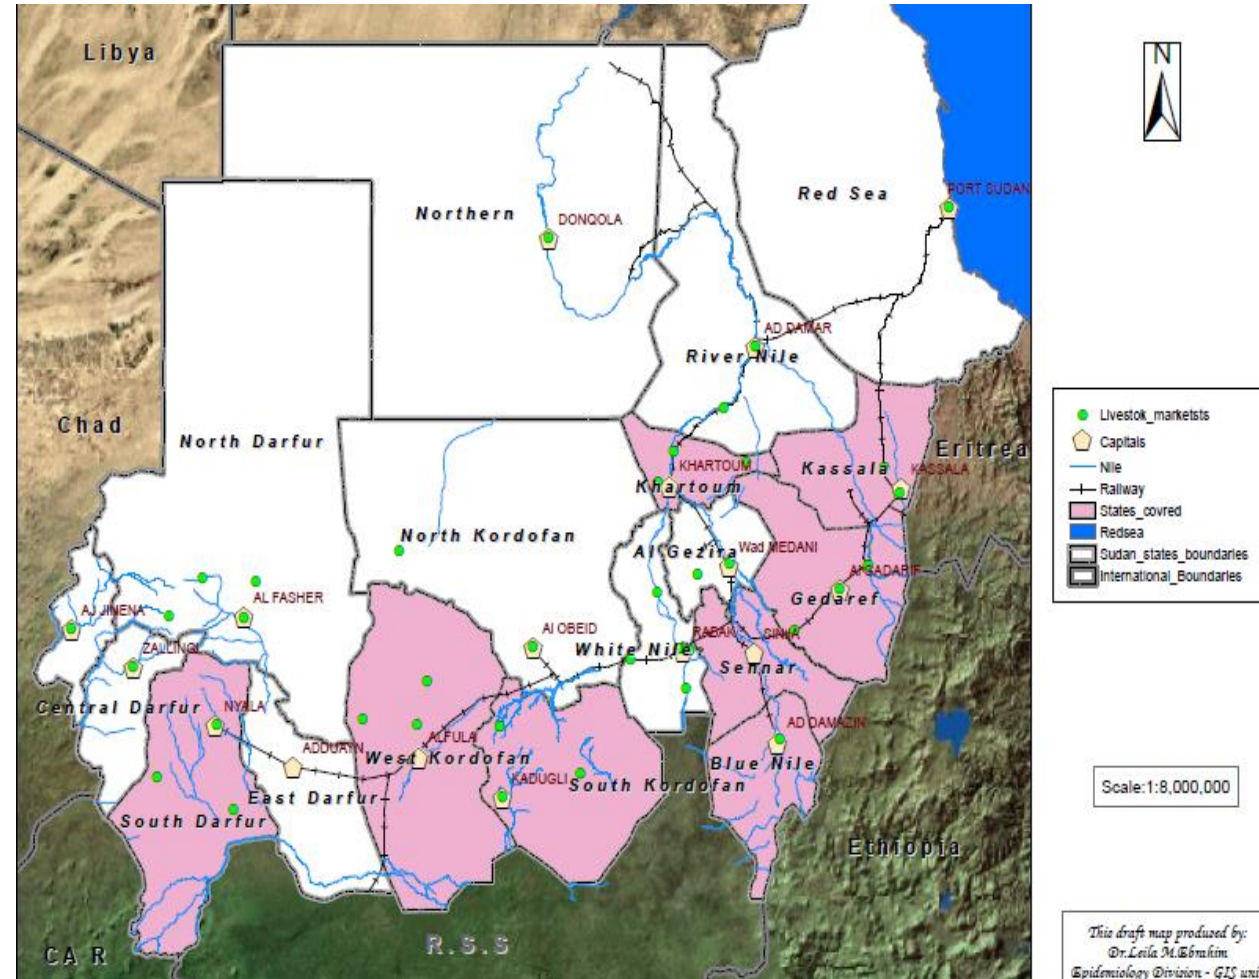 Libya
N
Red Sea
PORT SUDAN
Northern
DONQOLA
AD DAMAR
River Nile
Chad
North Darfur
Eritrea
KHARTOUM
Kassala
KASSALA
Khartoum
North Kordofan
Al Gezira
Wad MEDANI
Al GADARIF
Gedaref
AJ JINENA
AL FASHER
Al OBEID
RABAK
SINJA
White Nile
ZALLINGI
Sennar
Central Darfur
NYALA
AD DAMAZIN
ADDUAYN
ALFULA
West Kordofan
Blue Nile
KADUGLI
South Kordofan
East Darfur
South Darfur
Ethiopia
R.S.S
CA R
Livestok_marketsts
Capitals
Nile
Railway
States_covred
Redsea
Sudan_states_boundaries
International_Boundaries
Scale:1:8,000,000
This draft map produced by:
Dr.Leila M.Ebrahim
Epidemiology Division - GIS